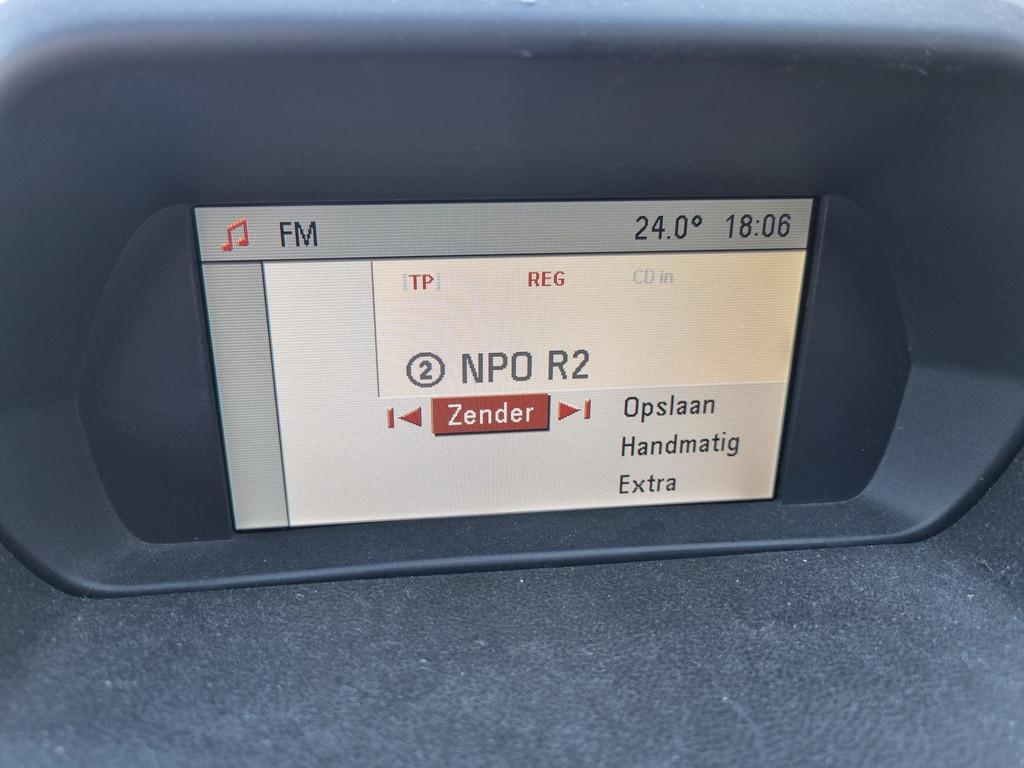 FM 24.0° 18:06
[TP] REG CD in
② NPO R2
Zender
Opslaan
Handmatig
Extra